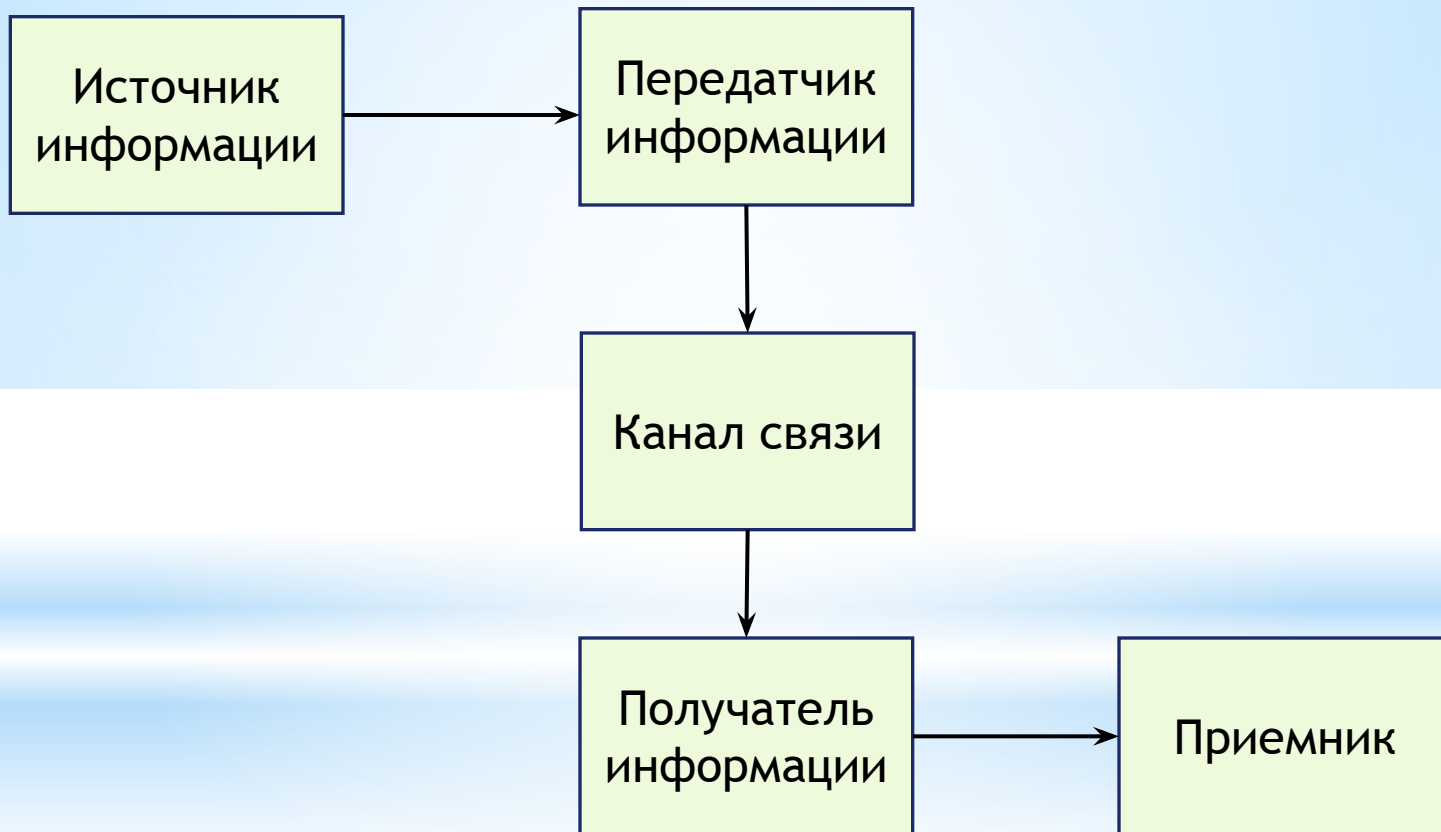 Источник
информации
Передатчик
информации
Канал связи
Получатель
информации
Приемник